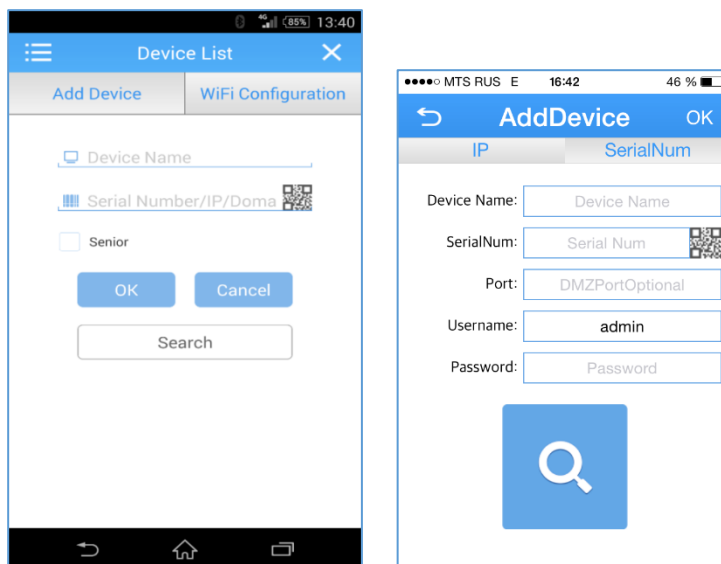 4G 85% 13:40
Device List
Add Device
WiFi Configuration
Device Name
Serial Number/IP/Doma
Senior
OK
Cancel
Search
MTS RUS E 16:42 46 %
AddDevice OK
IP
SerialNum
Device Name: Device Name
SerialNum: Serial Num
Port: DMZPortOptional
Username: admin
Password: Password